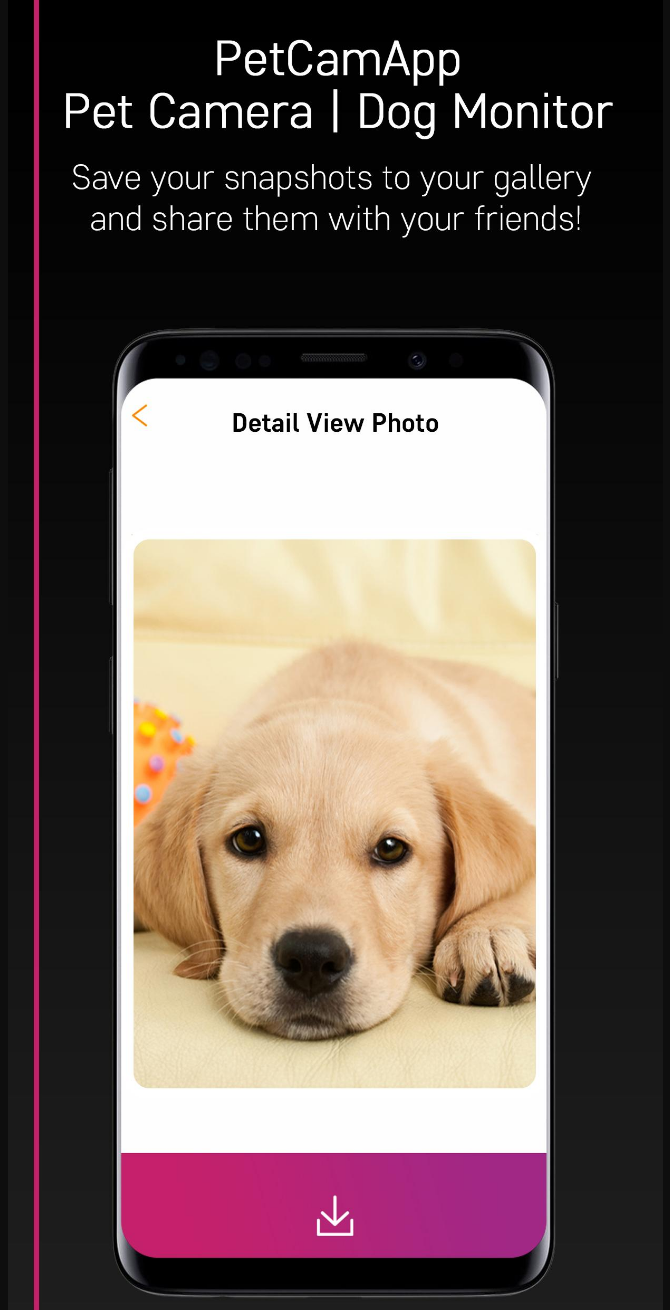 PetCamApp
Pet Camera | Dog Monitor
Save your snapshots to your gallery
and share them with your friends!
Detail View Photo